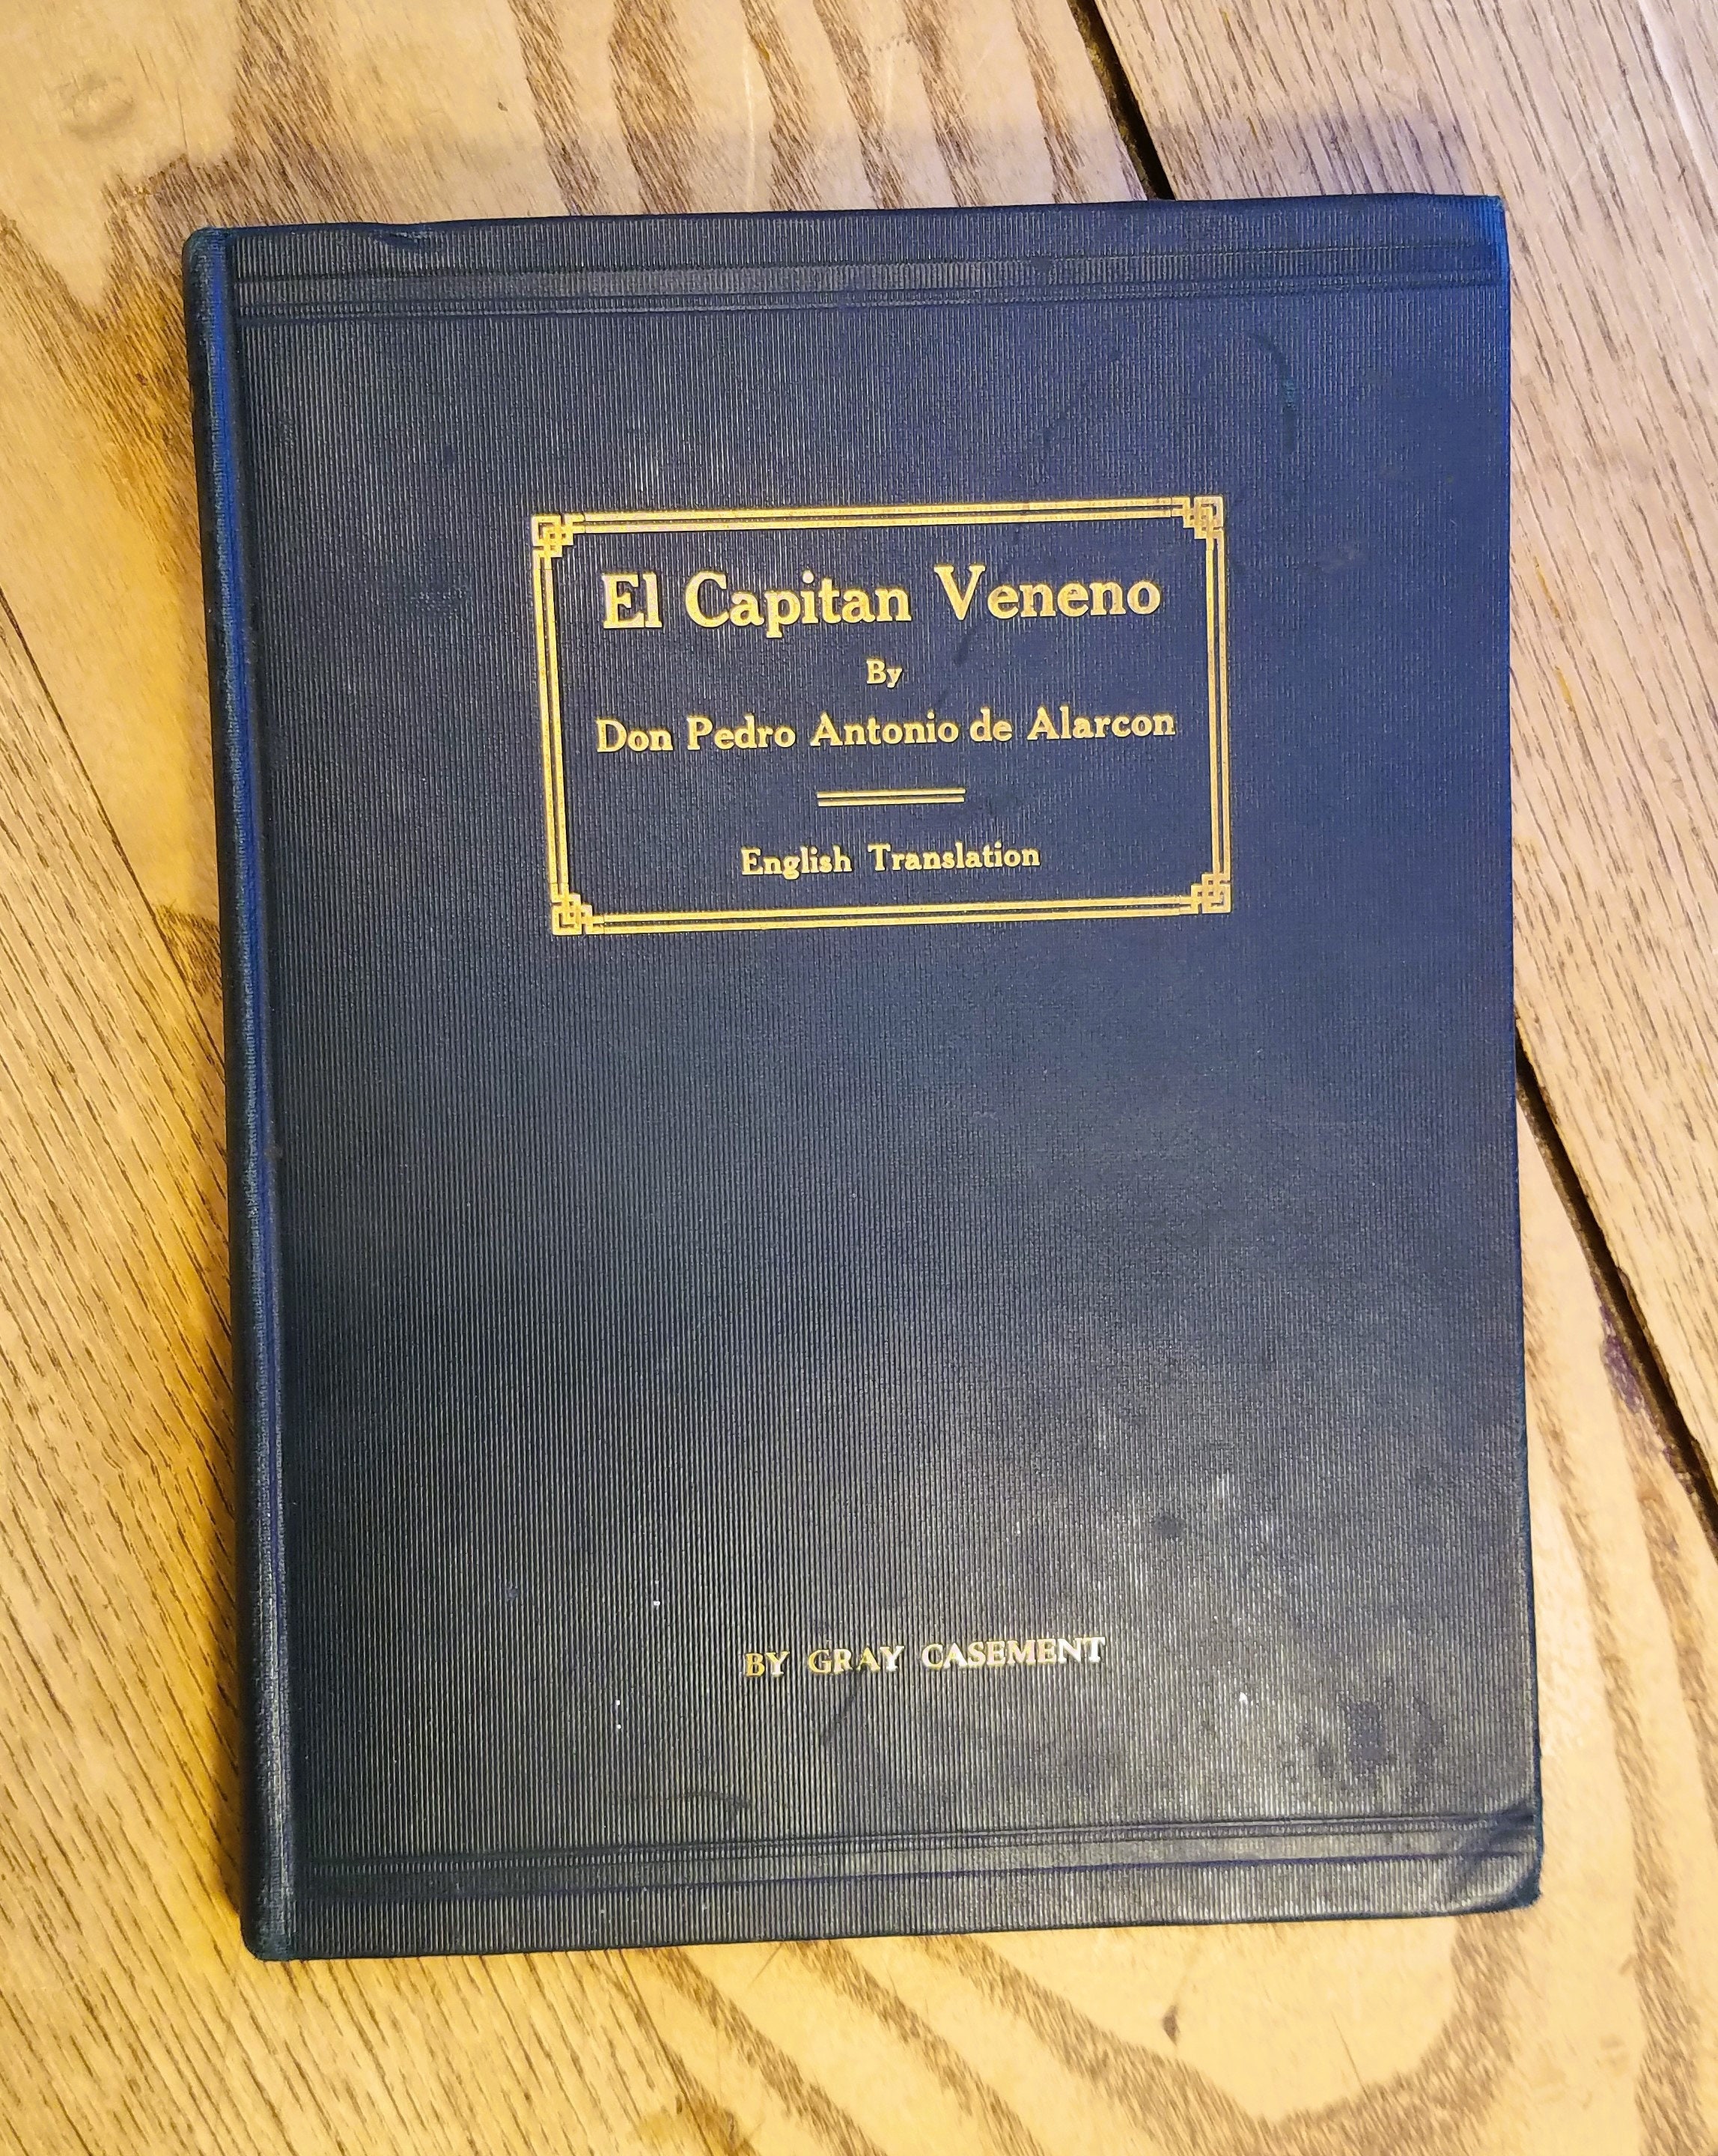 El Capitan Veneno
By
Don Pedro Antonio de Alarcon
English Translation
BY GRAY CASEMENT